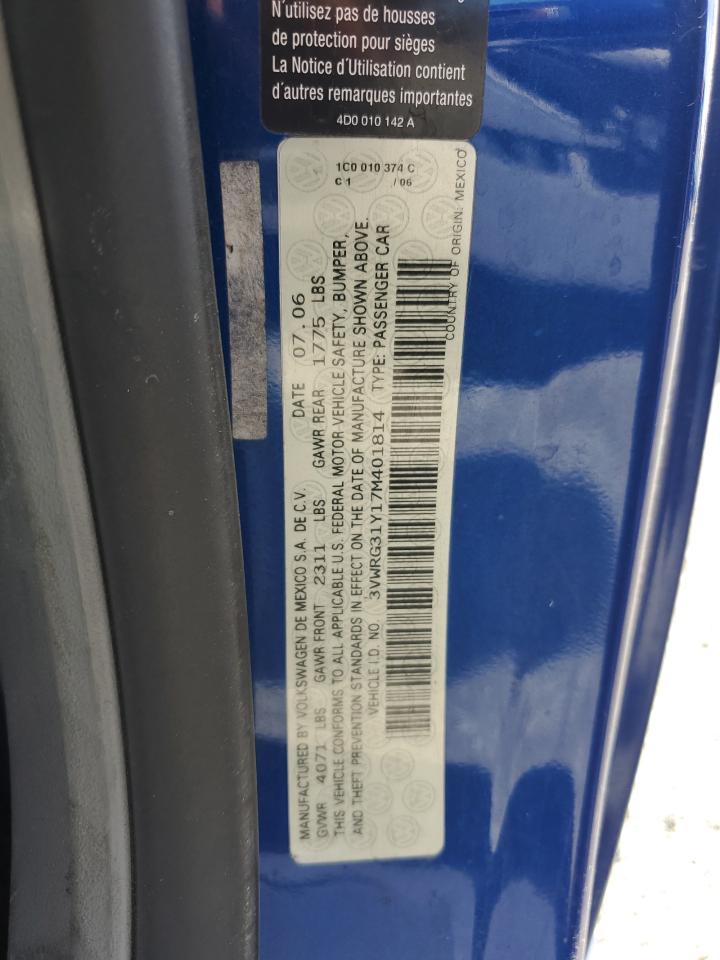 N'utilisez pas de housses
de protection pour sièges
La Notice d'Utilisation contient
d'autres remarques importantes
4D0 010 142 A
1C0 010 374 C
C 1 / 06
MANUFACTURED BY VOLKSWAGEN DE MEXICO S.A. DE C.V. DATE 07.06
GVWR 4071 LBS GAWR FRONT 2311 LBS GAWR REAR 1775 LBS
THIS VEHICLE CONFORMS TO ALL APPLICABLE U.S. FEDERAL MOTOR VEHICLE SAFETY, BUMPER,
AND THEFT PREVENTION STANDARDS IN EFFECT ON THE DATE OF MANUFACTURE SHOWN ABOVE.
VEHICLE I.D. NO. 3VWRG31Y17M401814 TYPE: PASSENGER CAR
COUNTRY OF ORIGIN: MEXICO